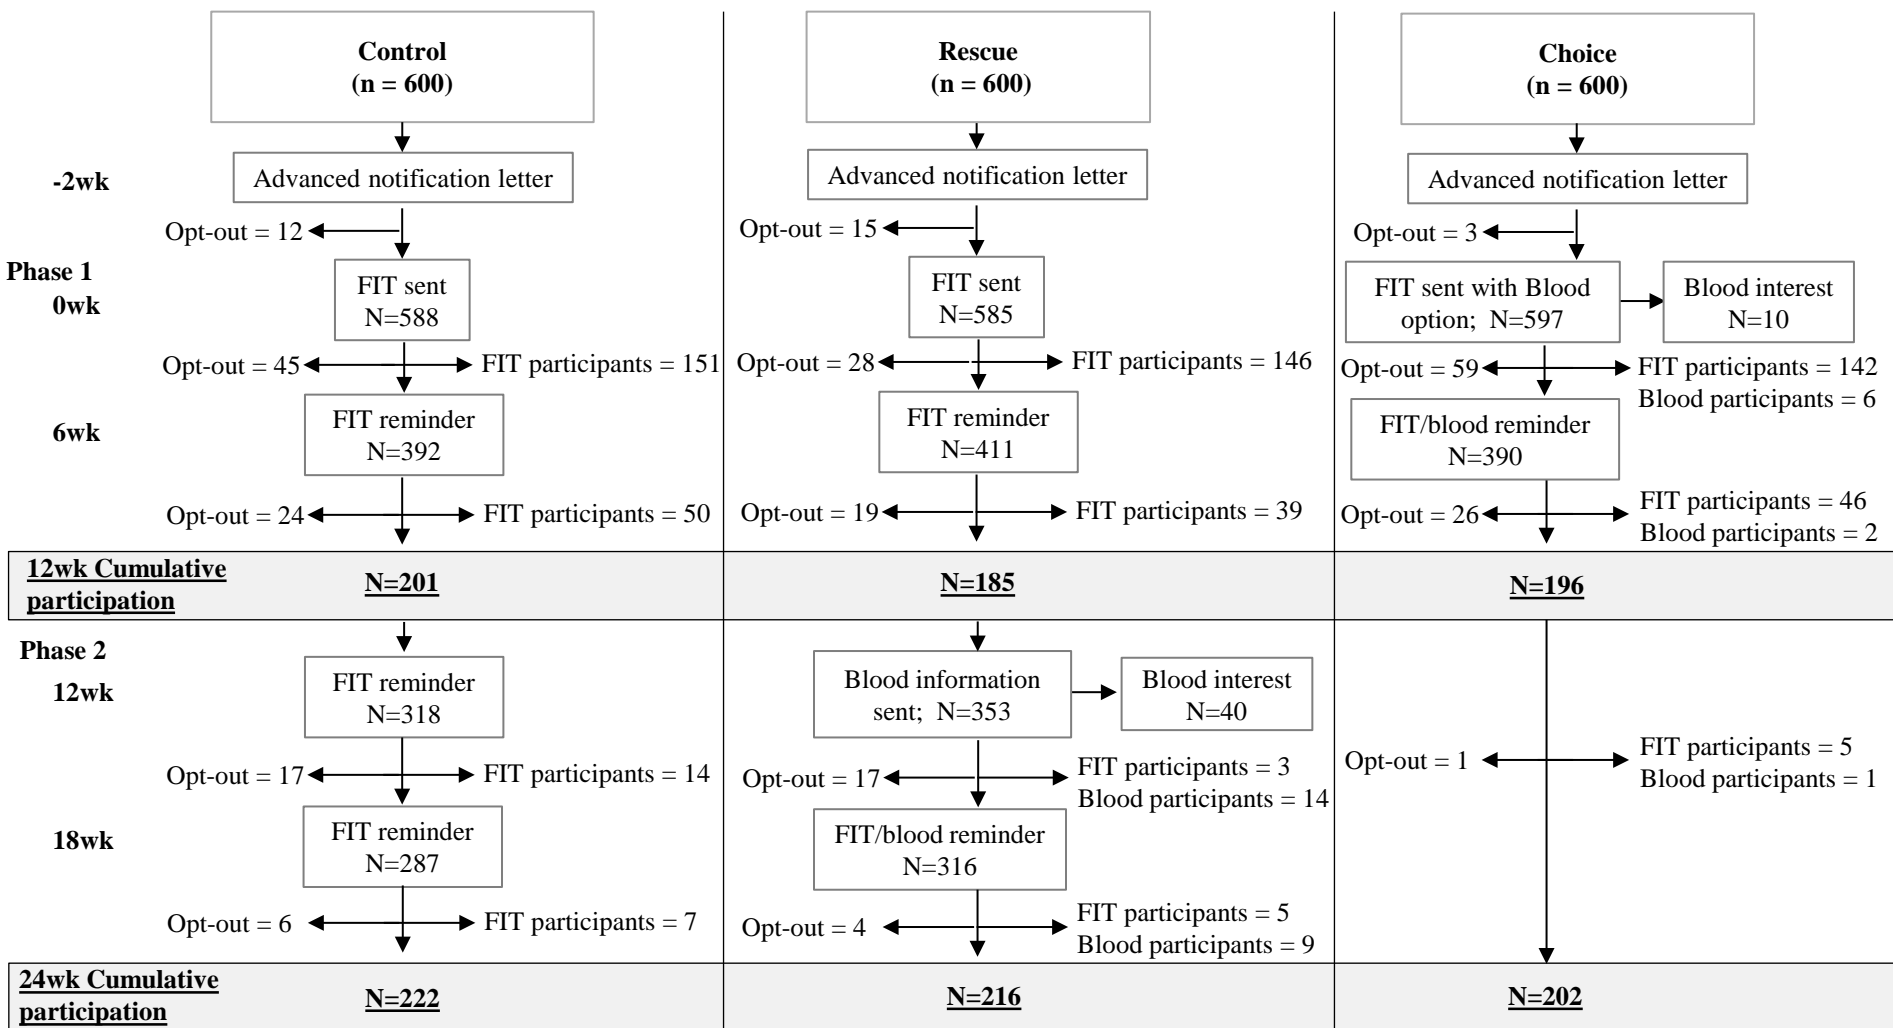 Control
(n = 600)
Rescue
(n = 600)
Choice
(n = 600)
-2wk
Advanced notification letter
Advanced notification letter
Advanced notification letter
Opt-out = 12
Opt-out = 15
Opt-out = 3
Phase 1
0wk
FIT sent
N=588
FIT sent
N=585
FIT sent with Blood
option;  N=597
Blood interest
N=10
Opt-out = 45
FIT participants = 151
Opt-out = 28
FIT participants = 146
Opt-out = 59
FIT participants = 142
Blood participants = 6
6wk
FIT reminder
N=392
FIT reminder
N=411
FIT/blood reminder
N=390
Opt-out = 24
FIT participants = 50
Opt-out = 19
FIT participants = 39
Opt-out = 26
FIT participants = 46
Blood participants = 2
12wk Cumulative
participation
N=201
N=185
N=196
Phase 2
12wk
FIT reminder
N=318
Blood information
sent;  N=353
Blood interest
N=40
Opt-out = 17
FIT participants = 14
Opt-out = 17
FIT participants = 3
Blood participants = 14
Opt-out = 1
FIT participants = 5
Blood participants = 1
18wk
FIT reminder
N=287
FIT/blood reminder
N=316
Opt-out = 6
FIT participants = 7
Opt-out = 4
FIT participants = 5
Blood participants = 9
24wk Cumulative
participation
N=222
N=216
N=202